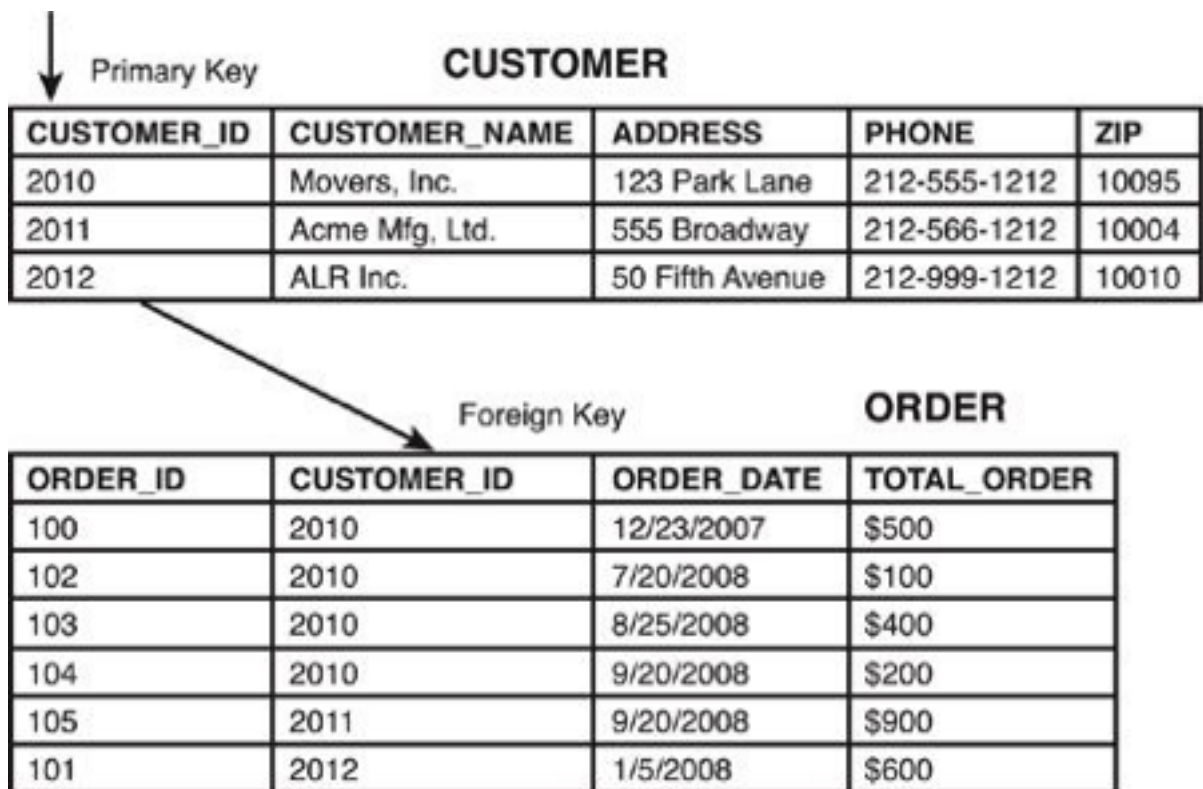 Primary Key CUSTOMER
CUSTOMER_ID CUSTOMER_NAME ADDRESS PHONE ZIP
2010 Movers, Inc. 123 Park Lane 212-555-1212 10095
2011 Acme Mfg, Ltd. 555 Broadway 212-566-1212 10004
2012 ALR Inc. 50 Fifth Avenue 212-999-1212 10010
Foreign Key ORDER
ORDER_ID CUSTOMER_ID ORDER_DATE TOTAL_ORDER
100 2010 12/23/2007 $500
102 2010 7/20/2008 $100
103 2010 8/25/2008 $400
104 2010 9/20/2008 $200
105 2011 9/20/2008 $900
101 2012 1/5/2008 $600